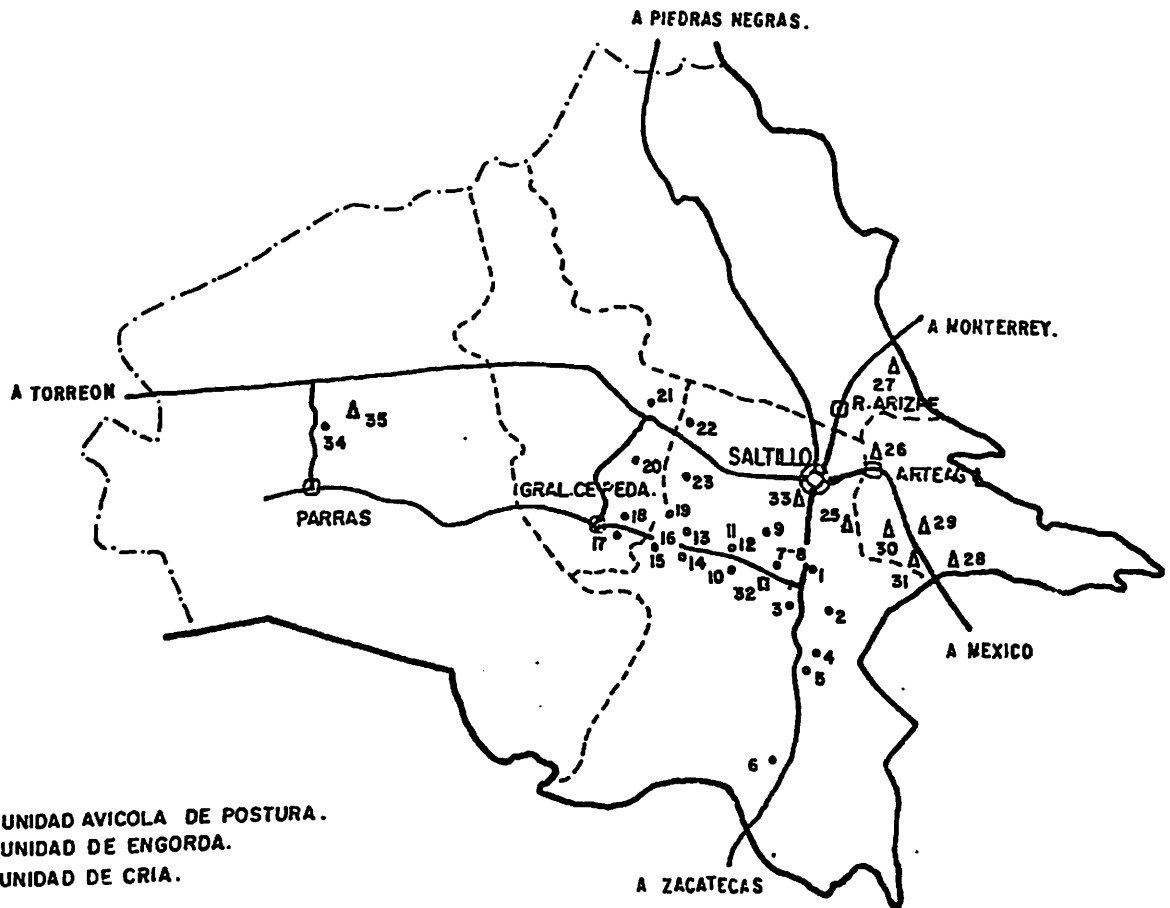 A PIEDRAS NEGRAS.
A MONTERREY.
27
R. ARIZPE
A TORREON
21
35
34
22
26
SALTILLO
ARTEAGA
20
23
GRAL. CEPEDA.
33
PARRAS
18
19
25
29
17
16
13
11
9
30
12
15
14
7-8
28
10
1
31
32
3
2
A MEXICO
4
5
6
UNIDAD AVICOLA DE POSTURA.
UNIDAD DE ENGORDA.
UNIDAD DE CRIA.
A ZACATECAS